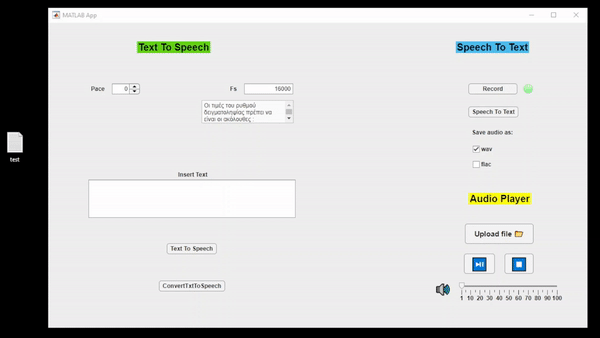 MATLAB App
Text To Speech
Speech To Text
Pace 0
Fs 16000
Οι τιμές του ρυθμού
δειγματοληψίας πρέπει να
είναι οι ακόλουθες
Record
Speech To Text
Save audio as:
wav
flac
test
Insert Text
Audio Player
Upload file
Text To Speech
ConvertTxtToSpeech
1 10 20 30 40 50 60 70 80 90 100